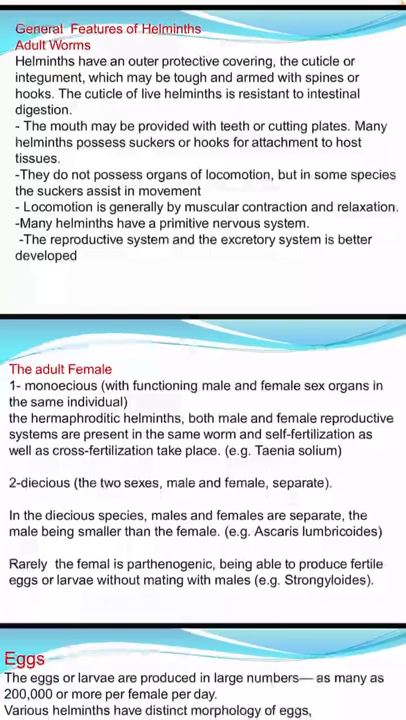 General  Features of Helminths
Adult Worms
Helminths have an outer protective covering, the cuticle or
integument, which may be tough and armed with spines or
hooks. The cuticle of live helminths is resistant to intestinal
digestion.
- The mouth may be provided with teeth or cutting plates. Many
helminths possess suckers or hooks for attachment to host
tissues.
-They do not possess organs of locomotion, but in some species
the suckers assist in movement
- Locomotion is generally by muscular contraction and relaxation.
-Many helminths have a primitive nervous system.
-The reproductive system and the excretory system is better
developed
The adult Female
1- monoecious (with functioning male and female sex organs in
the same individual)
the hermaphroditic helminths, both male and female reproductive
systems are present in the same worm and self-fertilization as
well as cross-fertilization take place. (e.g. Taenia solium)
2-diecious (the two sexes, male and female, separate).
In the diecious species, males and females are separate, the
male being smaller than the female. (e.g. Ascaris lumbricoides)
Rarely  the femal is parthenogenic, being able to produce fertile
eggs or larvae without mating with males (e.g. Strongyloides).
Eggs
The eggs or larvae are produced in large numbers— as many as
200,000 or more per female per day.
Various helminths have distinct morphology of eggs,